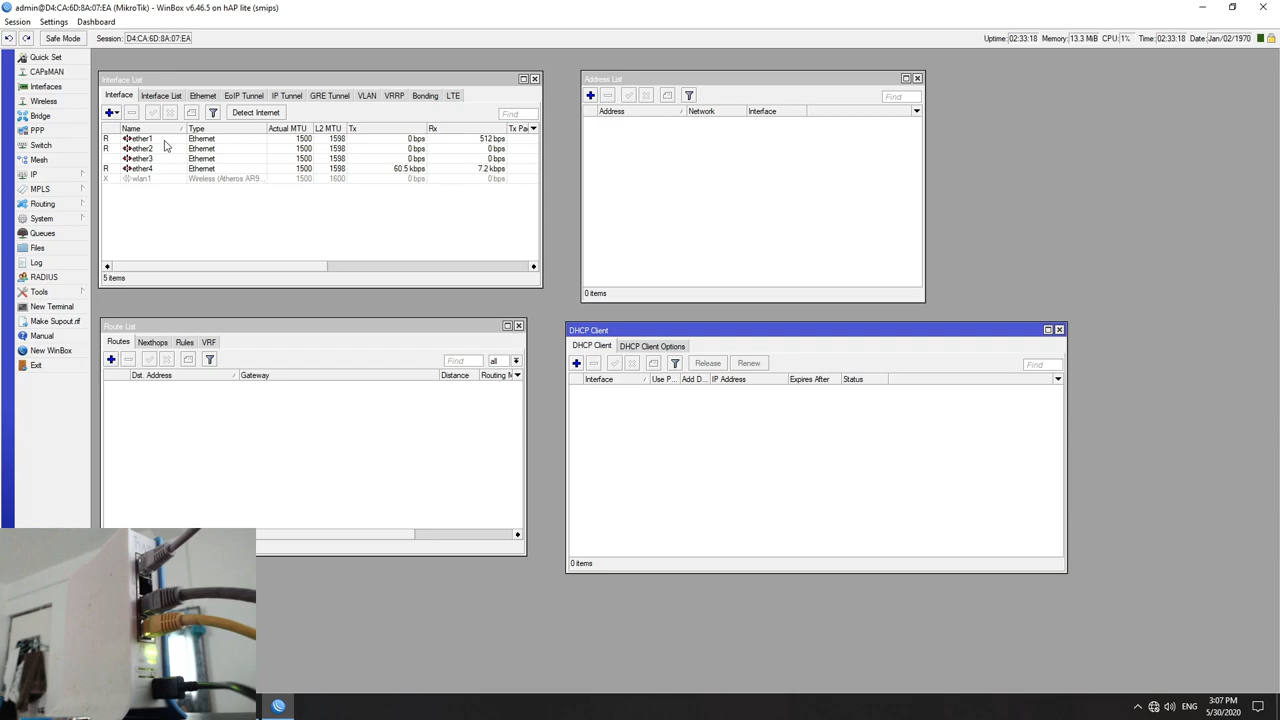 admin@D4:CA:6D:8A:07:EA (MikroTik) - WinBox v6.46.5 on hAP lite (smips)
Session Settings Dashboard
Safe Mode Session: D4:CA:6D:8A:07:EA Uptime: 02:33:18 Memory: 13.3 MiB CPU: 1% Time: 02:33:18 Date: Jan/02/1970
Quick Set
CAPsMAN
Interfaces
Wireless
Bridge
PPP
Switch
Mesh
IP
MPLS
Routing
System
Queues
Files
Log
RADIUS
Tools
New Terminal
Make Supout.rif
Manual
New WinBox
Exit
Interface List
Interface Interface List Ethernet EoIP Tunnel IP Tunnel GRE Tunnel VLAN VRRP Bonding LTE
Detect Internet Find
Name Type Actual MTU L2 MTU Tx Rx Tx Pac
R ether1 Ethernet 1500 1598 0 bps 512 bps
R ether2 Ethernet 1500 1598 0 bps 0 bps
ether3 Ethernet 1500 1598 0 bps 0 bps
R ether4 Ethernet 1500 1598 60.5 kbps 7.2 kbps
X wlan1 Wireless (Atheros AR9... 1500 1600 0 bps 0 bps
5 items
Address List
Find
Address Network Interface
0 items
Route List
Routes Nexthops Rules VRF
Find all
Dst. Address Gateway Distance Routing M
DHCP Client
DHCP Client DHCP Client Options
Release Renew Find
Interface Use P... Add D... IP Address Expires After Status
0 items
ENG
3:07 PM
5/30/2020